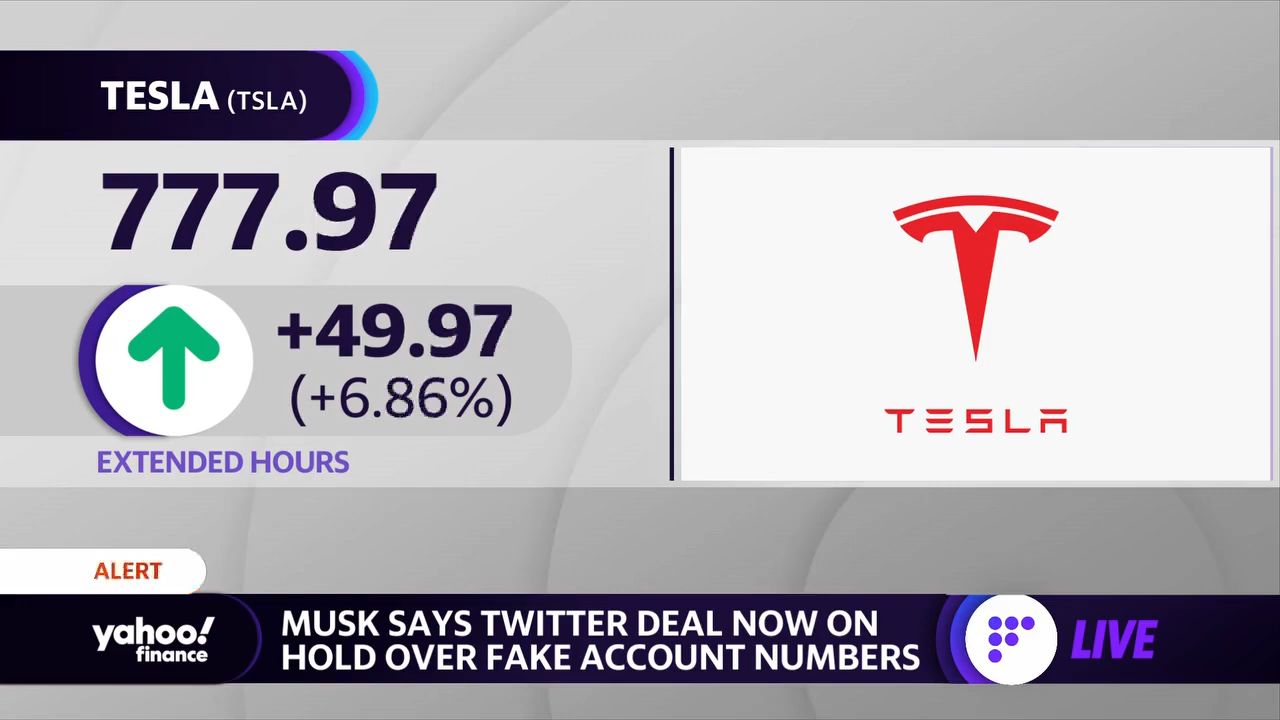 TESLA (TSLA)
777.97
+49.97
(+6.86%)
EXTENDED HOURS
TESLA
ALERT
yahoo!
finance
MUSK SAYS TWITTER DEAL NOW ON
HOLD OVER FAKE ACCOUNT NUMBERS
LIVE